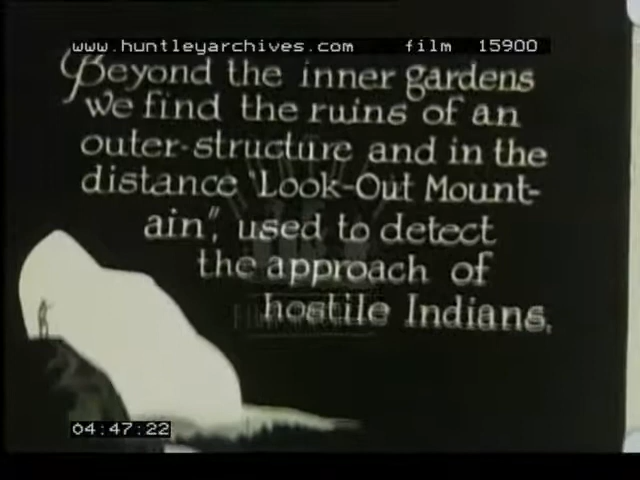 www.huntleyarchives.com film 15900
Beyond the inner gardens
we find the ruins of an
outer-structure and in the
distance "Look-Out Mount-
ain", used to detect
the approach of
hostile Indians.
04:47:22